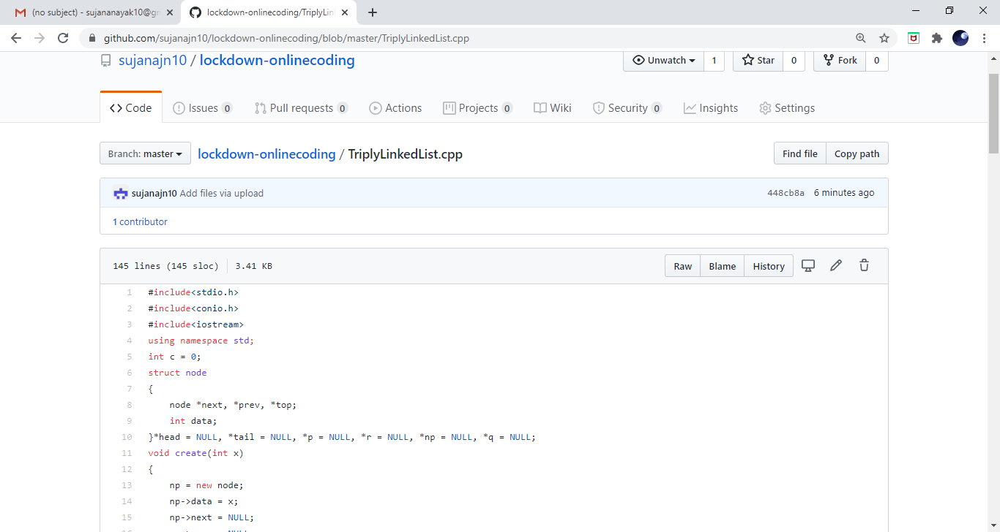 (no subject) - sujananayak10@gm
lockdown-onlinecoding/TriplyLin
github.com/sujanajn10/lockdown-onlinecoding/blob/master/TriplyLinkedList.cpp
sujanajn10 / lockdown-onlinecoding
Unwatch 1 Star 0 Fork 0
Code Issues 0 Pull requests 0 Actions Projects 0 Wiki Security 0 Insights Settings
Branch: master lockdown-onlinecoding / TriplyLinkedList.cpp Find file Copy path
sujanajn10 Add files via upload 448cb8a 6 minutes ago
1 contributor
145 lines (145 sloc) 3.41 KB Raw Blame History
1 #include<stdio.h>
2 #include<conio.h>
3 #include<iostream>
4 using namespace std;
5 int c = 0;
6 struct node
7 {
8 node *next, *prev, *top;
9 int data;
10 }*head = NULL, *tail = NULL, *p = NULL, *r = NULL, *np = NULL, *q = NULL;
11 void create(int x)
12 {
13 np = new node;
14 np->data = x;
15 np->next = NULL;